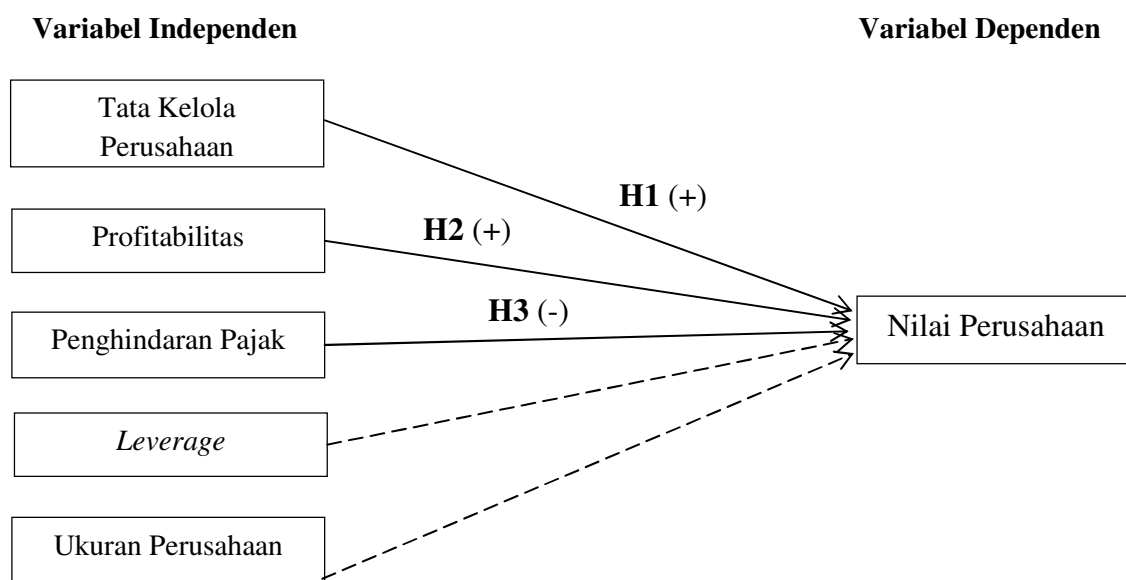 Variabel Independen
Variabel Dependen
Tata Kelola
Perusahaan
H1 (+)
Profitabilitas
H2 (+)
H3 (-)
Penghindaran Pajak
Nilai Perusahaan
Leverage
Ukuran Perusahaan